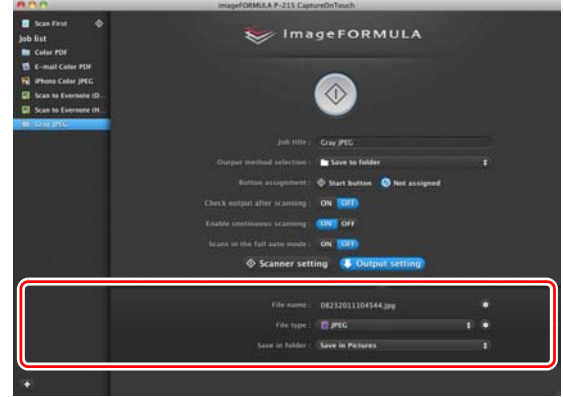 imageFORMULA P-215 CaptureOnTouch
Scan First
Job list
Color PDF
E-mail Color PDF
iPhoto Color JPEG
Scan to Evernote (D...
Scan to Evernote (H...
Gray JPEG
imageFORMULA
Job title : Gray JPEG
Output method selection : Save to folder
Button assignment : Start button Not assigned
Check output after scanning : ON OFF
Enable continuous scanning : ON OFF
Scans in the full auto mode : ON OFF
Scanner setting Output setting
File name : 08232011104544.jpg
File type : JPEG
Save in folder : Save in Pictures